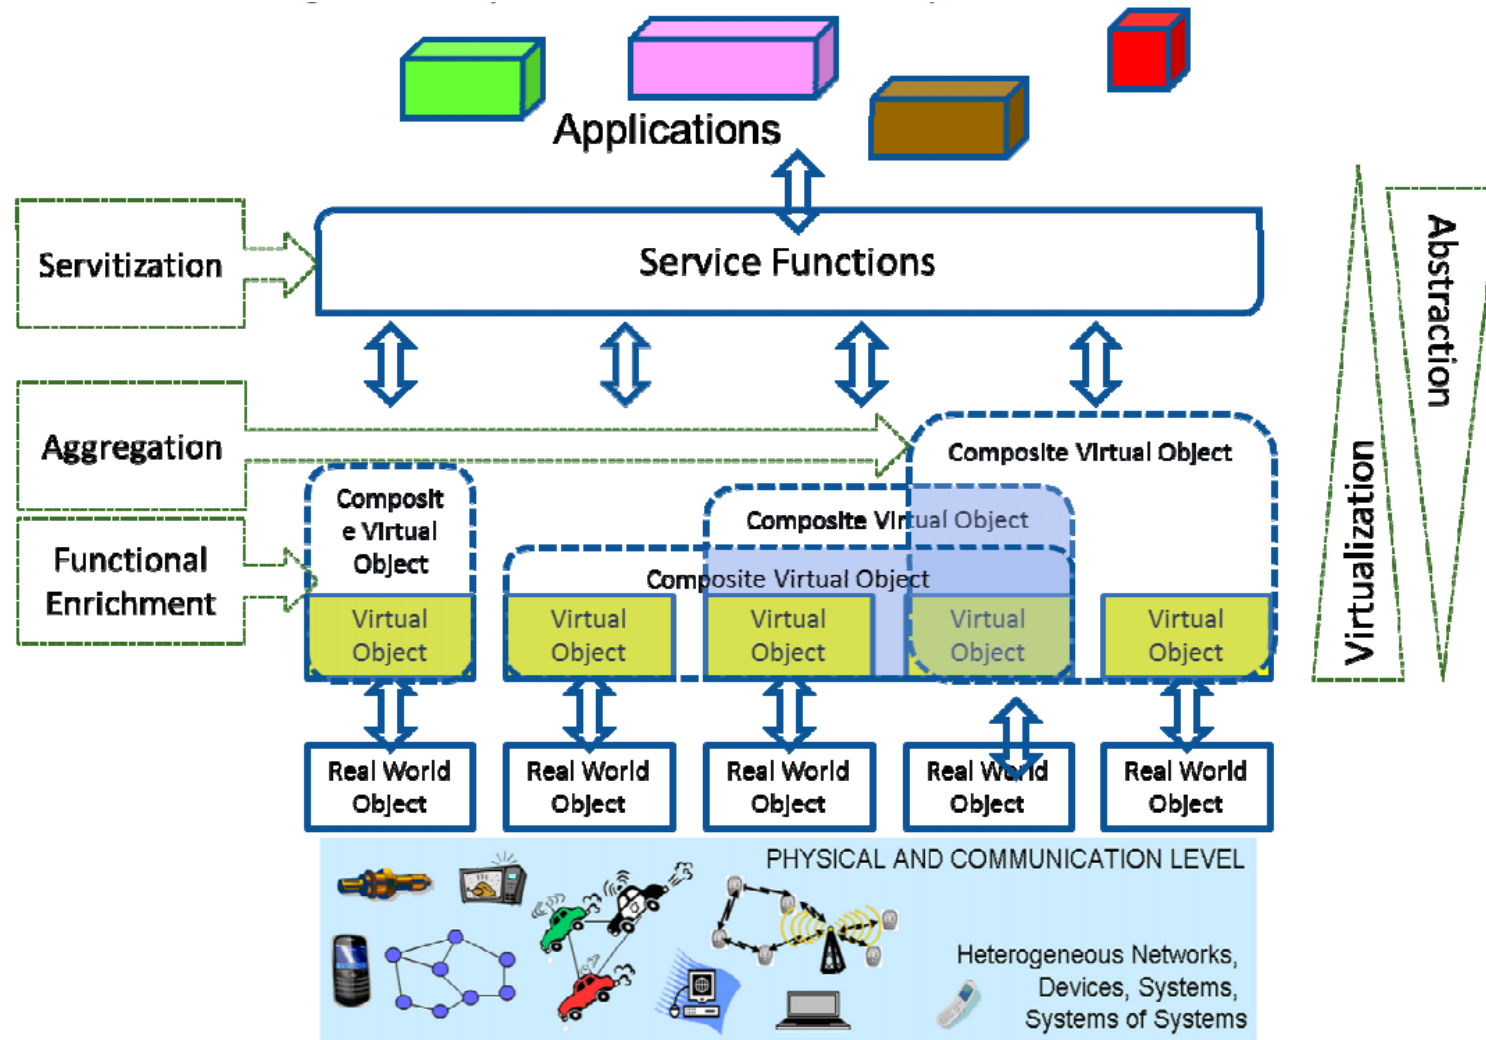 Applications
Servitization
Service Functions
Abstraction
Aggregation
Composite Virtual Object
Composit
e Virtual
Object
Composite Virtual Object
Virtualization
Functional
Enrichment
Composite Virtual Object
Virtual
Object
Virtual
Object
Virtual
Object
Virtual
Object
Virtual
Object
Real World
Object
Real World
Object
Real World
Object
Real World
Object
Real World
Object
PHYSICAL AND COMMUNICATION LEVEL
Heterogeneous Networks,
Devices, Systems,
Systems of Systems